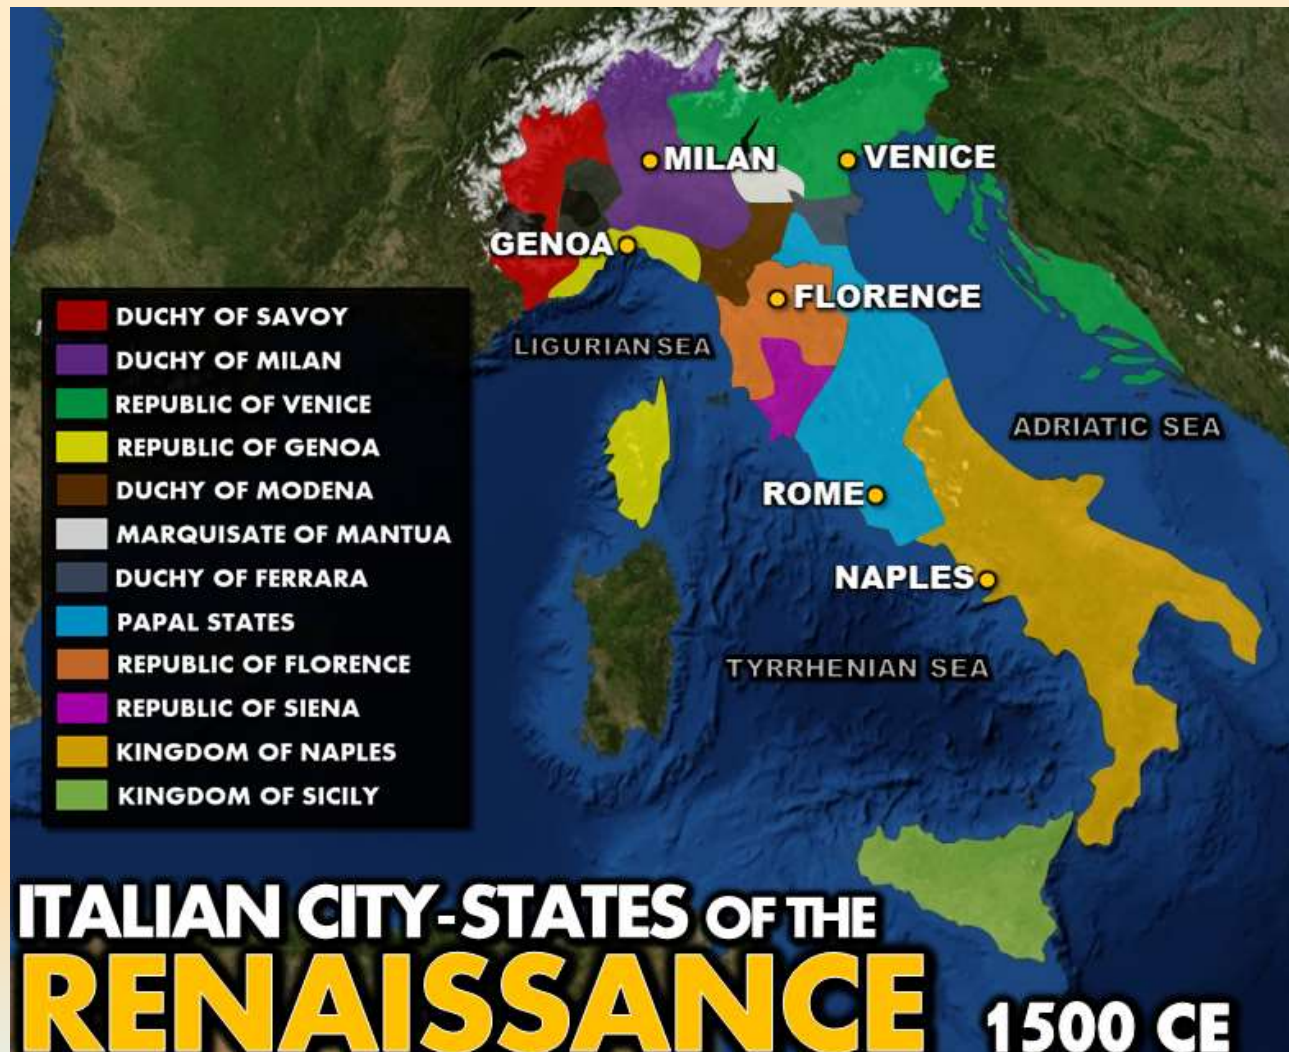 MILAN
VENICE
GENOA
FLORENCE
LIGURIAN SEA
ADRIATIC SEA
ROME
NAPLES
TYRRHENIAN SEA
DUCHY OF SAVOY
DUCHY OF MILAN
REPUBLIC OF VENICE
REPUBLIC OF GENOA
DUCHY OF MODENA
MARQUISATE OF MANTUA
DUCHY OF FERRARA
PAPAL STATES
REPUBLIC OF FLORENCE
REPUBLIC OF SIENA
KINGDOM OF NAPLES
KINGDOM OF SICILY
ITALIAN CITY-STATES OF THE
RENAISSANCE
1500 CE